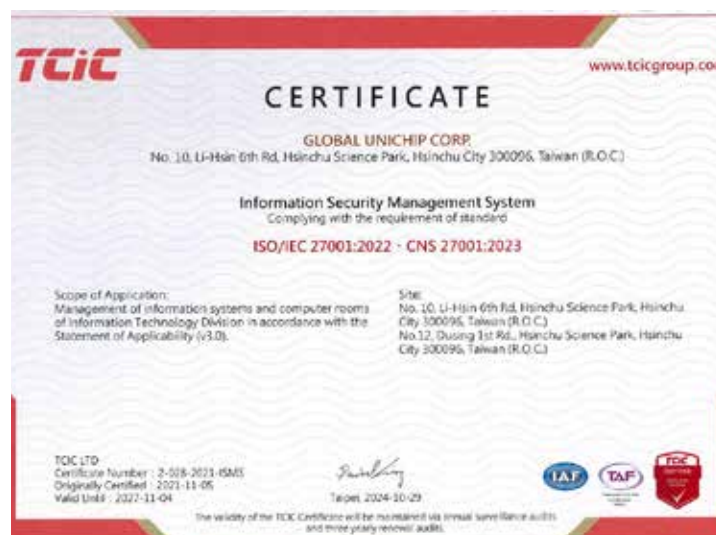 TCiC
www.tcicgroup.co
CERTIFICATE
GLOBAL UNICHIP CORP.
No. 10, Li-Hsin 6th Rd, Hsinchu Science Park, Hsinchu City 300096, Taiwan (R.O.C.)
Information Security Management System
Complying with the requirement of standard
ISO/IEC 27001:2022 · CNS 27001:2023
Scope of Application:
Management of information systems and computer rooms
of Information Technology Division in accordance with the
Statement of Applicability (v3.0).
Site:
No. 10, Li-Hsin 6th Rd, Hsinchu Science Park, Hsinchu
City 300096, Taiwan (R.O.C.)
No.12, Dusing 1st Rd., Hsinchu Science Park, Hsinchu
City 300096, Taiwan (R.O.C.)
TCIC LTD
Certificate Number : 2-028-2021-ISMS
Originally Certified : 2021-11-05
Valid Until : 2027-11-04
Taipei, 2024-10-29
IAF
TAF
TCiC
The validity of the TCIC Certificate will be maintained via annual surveillance audits
and three yearly renewal audits.